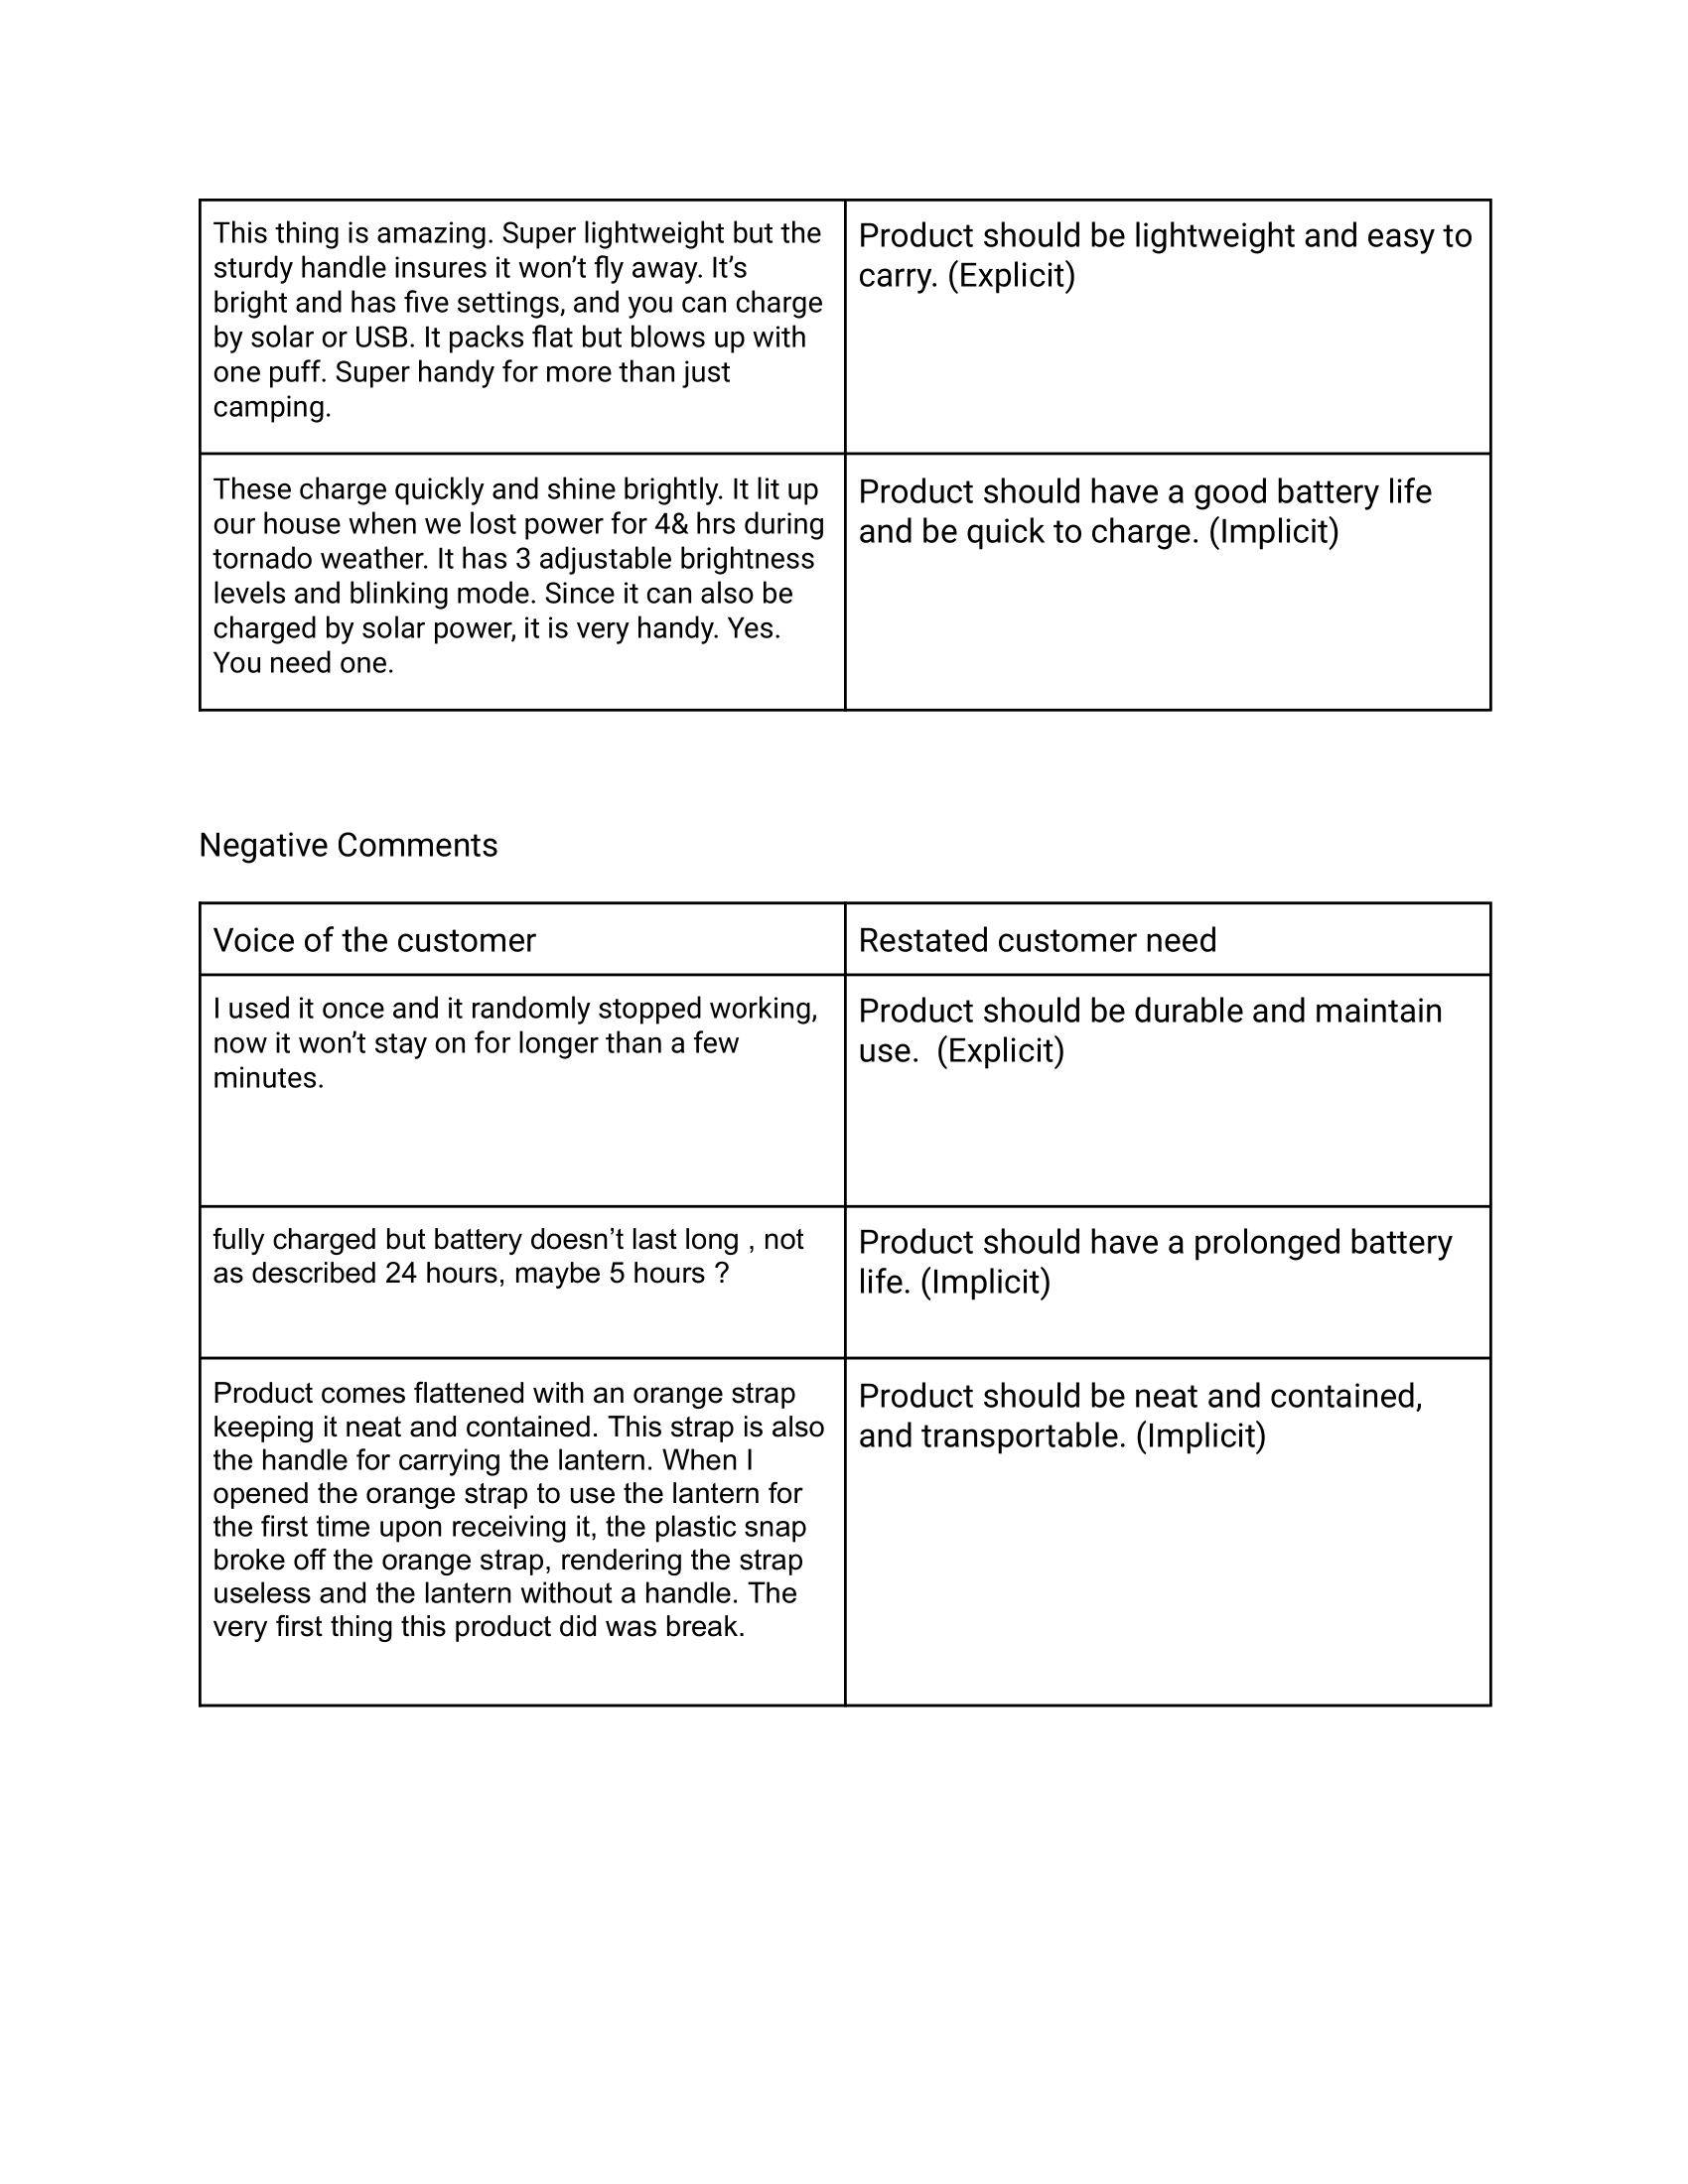 This thing is amazing. Super lightweight but the
sturdy handle insures it won’t fly away. It’s
bright and has five settings, and you can charge
by solar or USB. It packs flat but blows up with
one puff. Super handy for more than just
camping.
Product should be lightweight and easy to
carry. (Explicit)
These charge quickly and shine brightly. It lit up
our house when we lost power for 4& hrs during
tornado weather. It has 3 adjustable brightness
levels and blinking mode. Since it can also be
charged by solar power, it is very handy. Yes.
You need one.
Product should have a good battery life
and be quick to charge. (Implicit)
Negative Comments
Voice of the customer
Restated customer need
I used it once and it randomly stopped working,
now it won’t stay on for longer than a few
minutes.
Product should be durable and maintain
use.  (Explicit)
fully charged but battery doesn’t last long , not
as described 24 hours, maybe 5 hours ?
Product should have a prolonged battery
life. (Implicit)
Product comes flattened with an orange strap
keeping it neat and contained. This strap is also
the handle for carrying the lantern. When I
opened the orange strap to use the lantern for
the first time upon receiving it, the plastic snap
broke off the orange strap, rendering the strap
useless and the lantern without a handle. The
very first thing this product did was break.
Product should be neat and contained,
and transportable. (Implicit)